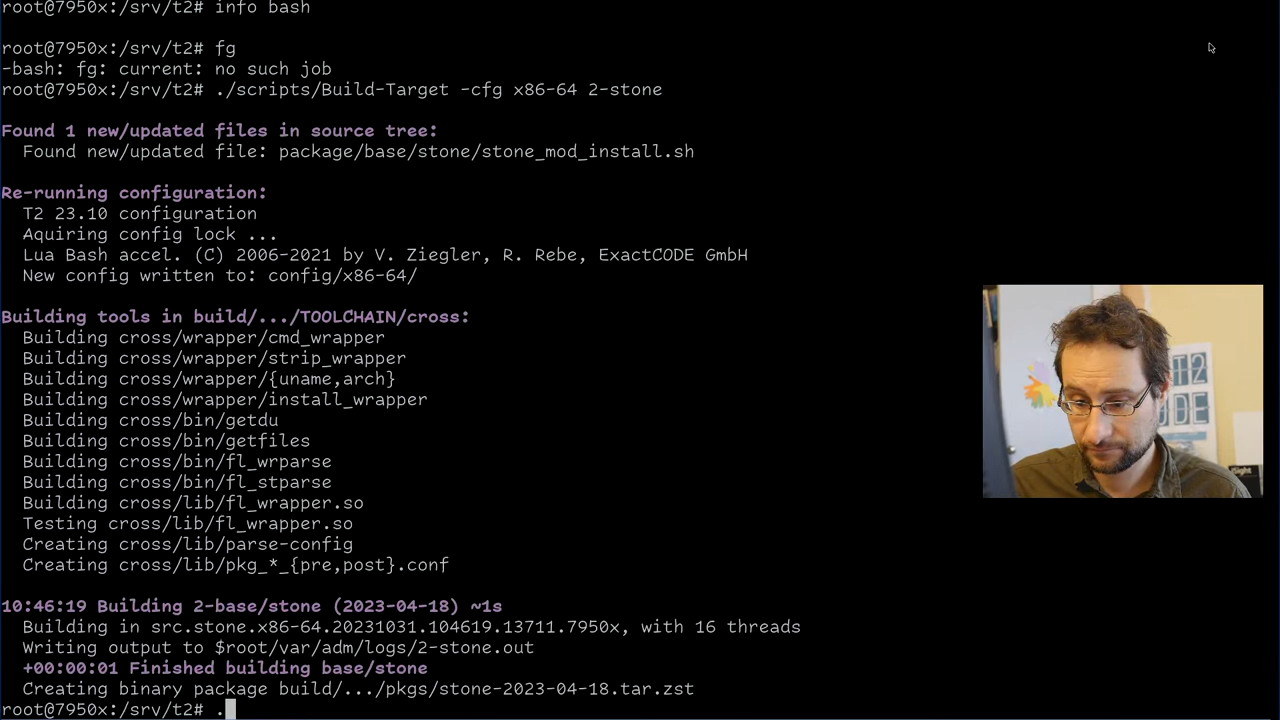 root@7950x:/srv/t2# info bash
root@7950x:/srv/t2# fg
-bash: fg: current: no such job
root@7950x:/srv/t2# ./scripts/Build-Target -cfg x86-64 2-stone
Found 1 new/updated files in source tree:
Found new/updated file: package/base/stone/stone_mod_install.sh
Re-running configuration:
T2 23.10 configuration
Aquiring config lock ...
Lua Bash accel. (C) 2006-2021 by V. Ziegler, R. Rebe, ExactCODE GmbH
New config written to: config/x86-64/
Building tools in build/.../TOOLCHAIN/cross:
Building cross/wrapper/cmd_wrapper
Building cross/wrapper/strip_wrapper
Building cross/wrapper/{uname,arch}
Building cross/wrapper/install_wrapper
Building cross/bin/getdu
Building cross/bin/getfiles
Building cross/bin/fl_wrparse
Building cross/bin/fl_stparse
Building cross/lib/fl_wrapper.so
Testing cross/lib/fl_wrapper.so
Creating cross/lib/parse-config
Creating cross/lib/pkg_*_{pre,post}.conf
10:46:19 Building 2-base/stone (2023-04-18) ~1s
Building in src.stone.x86-64.20231031.104619.13711.7950x, with 16 threads
Writing output to $root/var/adm/logs/2-stone.out
+00:00:01 Finished building base/stone
Creating binary package build/.../pkgs/stone-2023-04-18.tar.zst
root@7950x:/srv/t2# .
T2